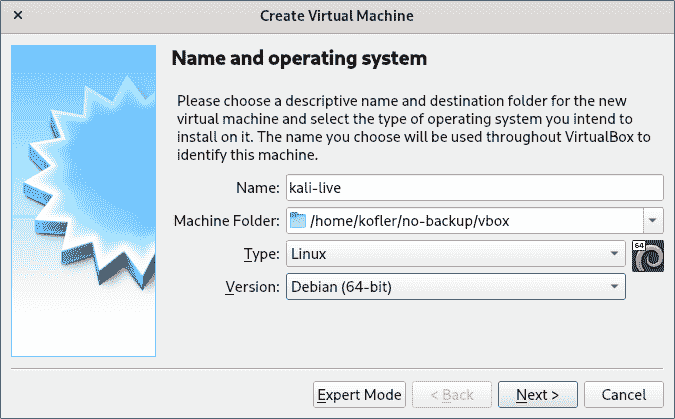 Create Virtual Machine
Name and operating system
Please choose a descriptive name and destination folder for the new
virtual machine and select the type of operating system you intend to
install on it. The name you choose will be used throughout VirtualBox to
identify this machine.
Name: kali-live
Machine Folder: /home/kofler/no-backup/vbox
Type: Linux
64
Version: Debian (64-bit)
Expert Mode < Back Next > Cancel